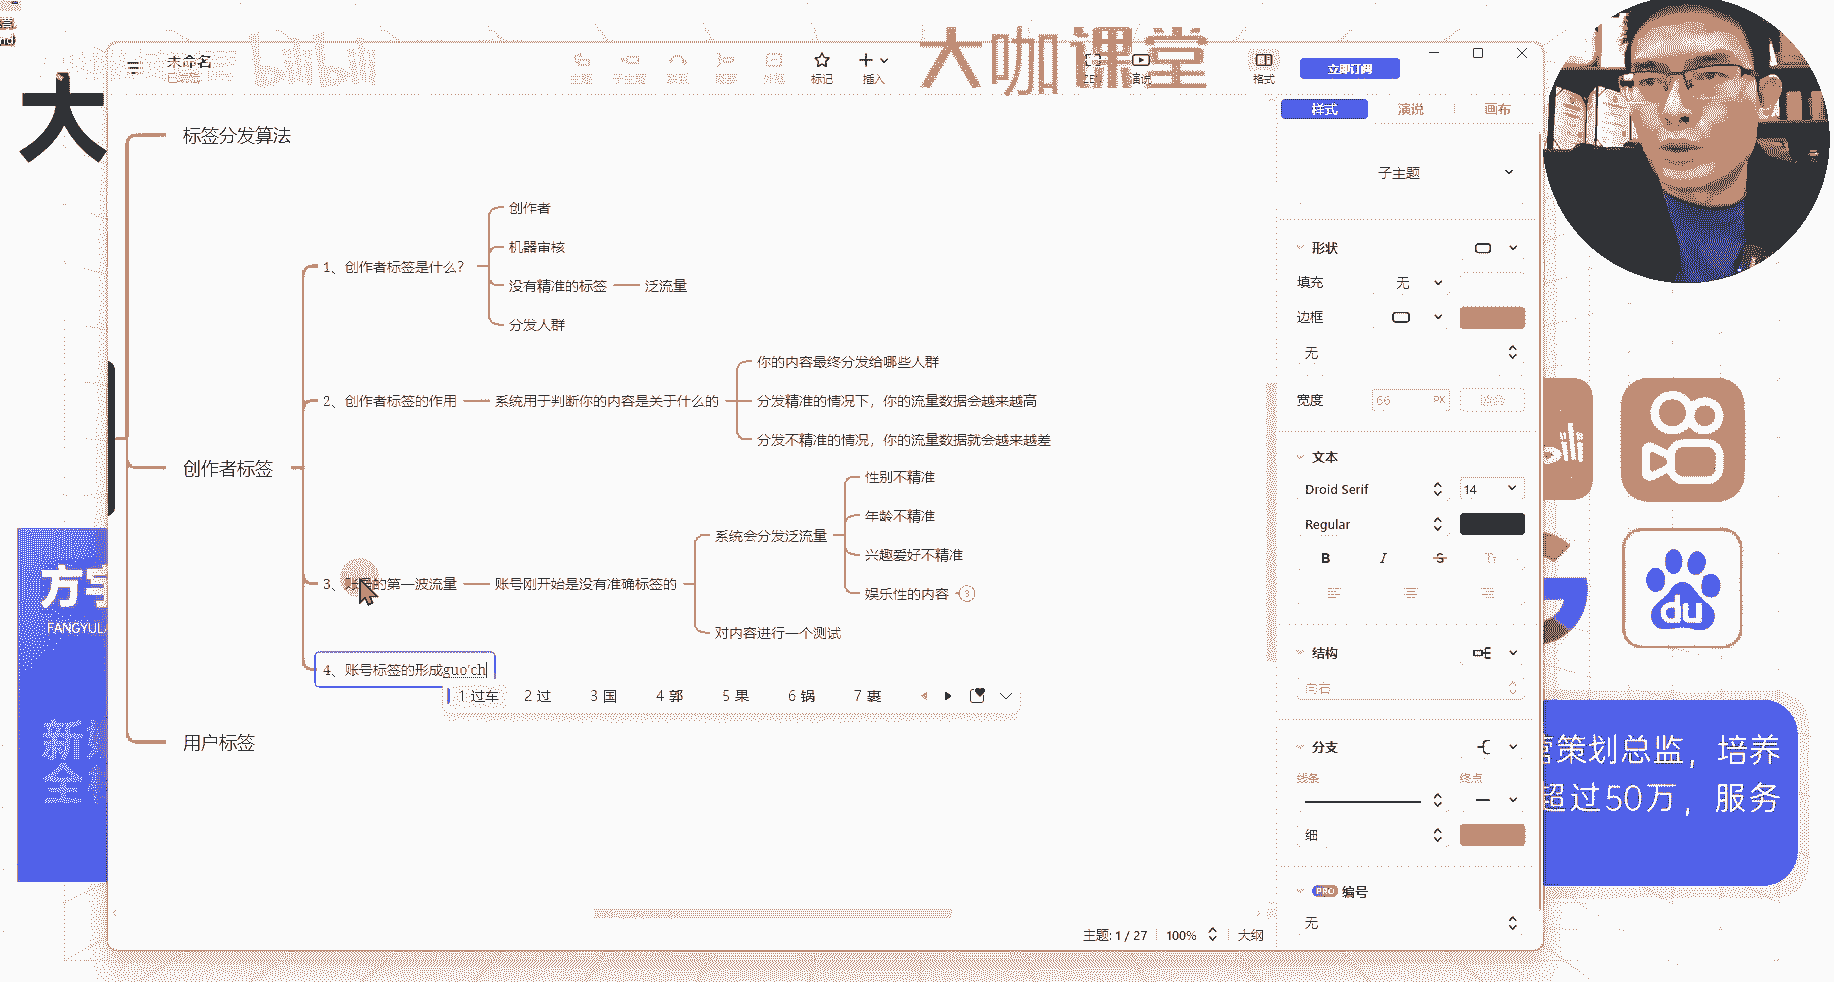 大咖课堂
bilibili
未命名
已编辑
主题
子主题
联系
概要
外框
标记
插入
演说
格式
立即订阅
大
样式
演说
画布
标签分发算法
子主题
创作者
1、创作者标签是什么？
机器审核
没有精准的标签
泛流量
分发人群
形状
填充
无
边框
无
宽度
66
PX
你的内容最终分发给哪些人群
2、创作者标签的作用
系统用于判断你的内容是关于什么的
分发精准的情况下，你的流量数据会越来越高
分发不精准的情况，你的流量数据就会越来越差
创作者标签
文本
Droid Serif
14
Regular
B
I
S
性别不精准
年龄不精准
系统会分发泛流量
兴趣爱好不精准
3、账号的第一波流量
账号刚开始是没有准确标签的
娱乐性的内容
3
对内容进行一个测试
4、账号标签的形成guo'ch
1 过车
2 过
3 国
4 郭
5 果
6 锅
7 裹
用户标签
结构
向右
分支
线条
终点
细
PRO
编号
无
主题: 1 / 27
100%
大纲
FANGYUL
du
营策划总监，培养
超过50万，服务